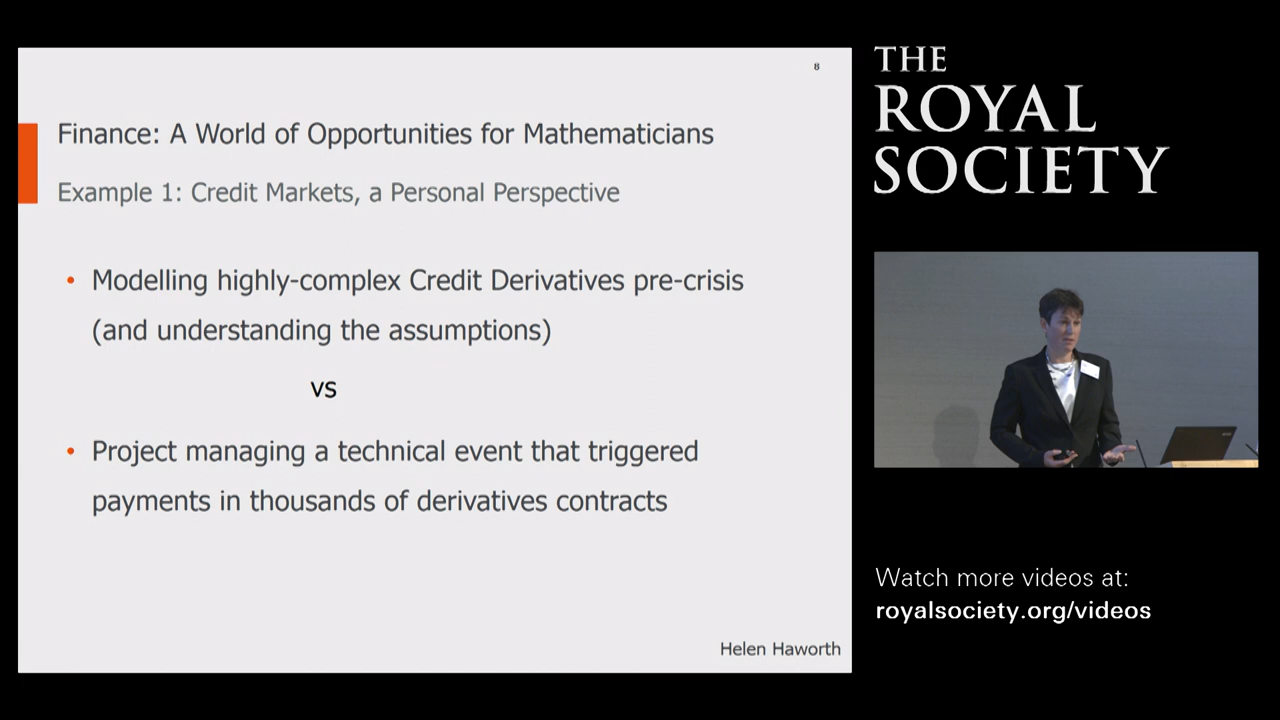 8
Finance: A World of Opportunities for Mathematicians
Example 1: Credit Markets, a Personal Perspective
• Modelling highly-complex Credit Derivatives pre-crisis
(and understanding the assumptions)
vs
• Project managing a technical event that triggered
payments in thousands of derivatives contracts
Helen Haworth
THE
ROYAL
SOCIETY
Watch more videos at:
royalsociety.org/videos